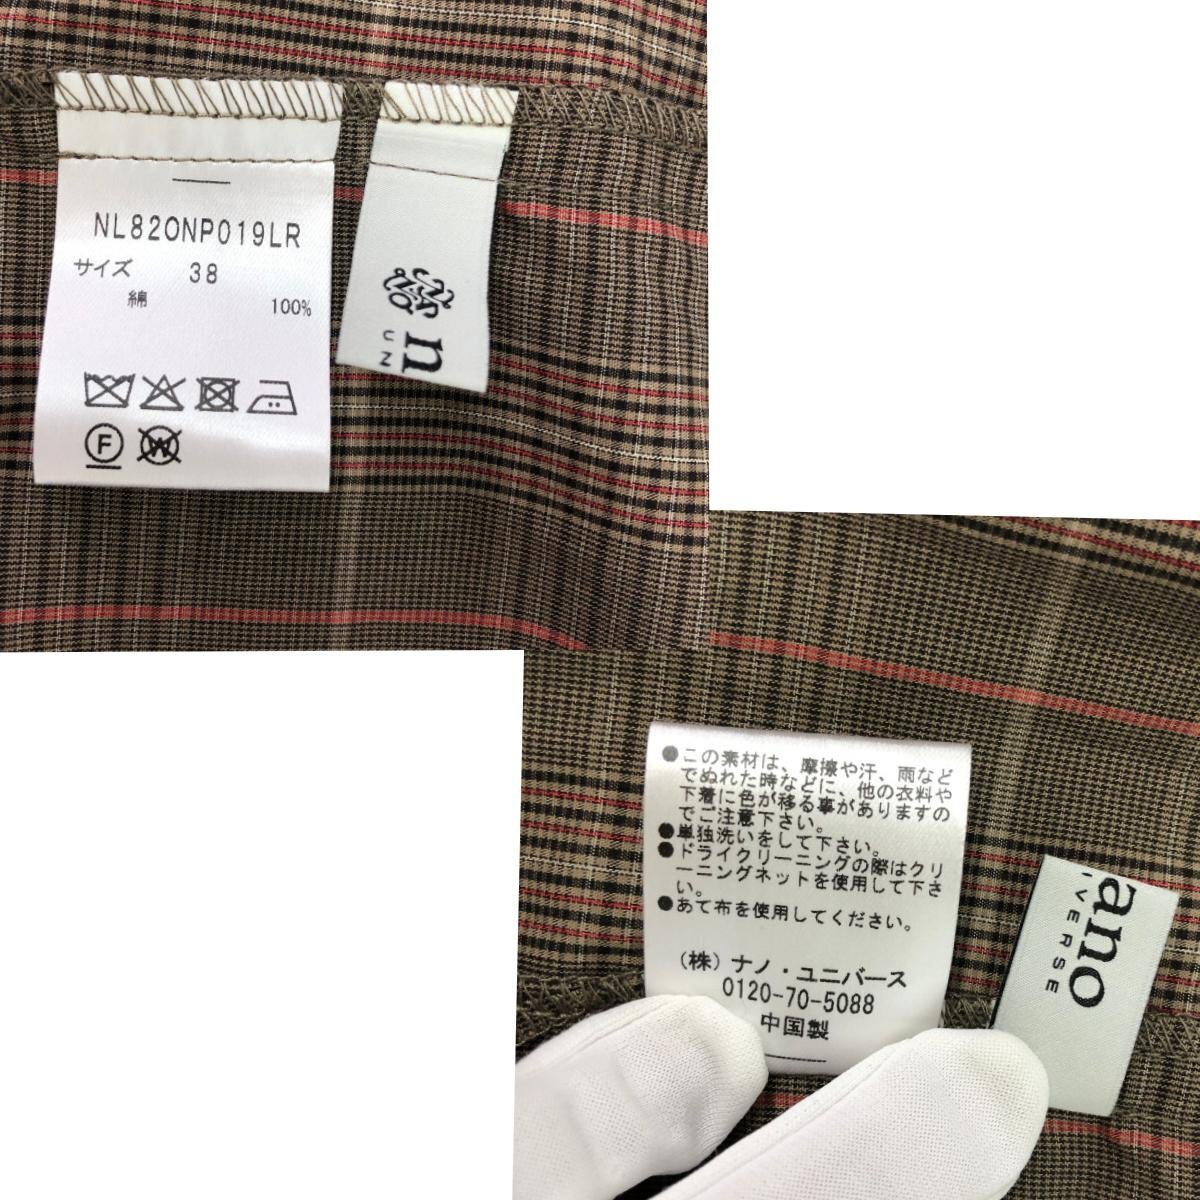 NL820NP019LR
サイズ 38
綿 100%
F
W
n
UN
●この素材は、摩擦や汗、雨など
でぬれた時などに、他の衣料や
下着に色が移る事がありますの
でご注意下さい。
●単独洗いをして下さい。
●ドライクリーニングの際はクリ
ーニングネットを使用して下さ
い。
●あて布を使用してください。
(株)ナノ・ユニバース
0120-70-5088
中国製
ano
IVERSE